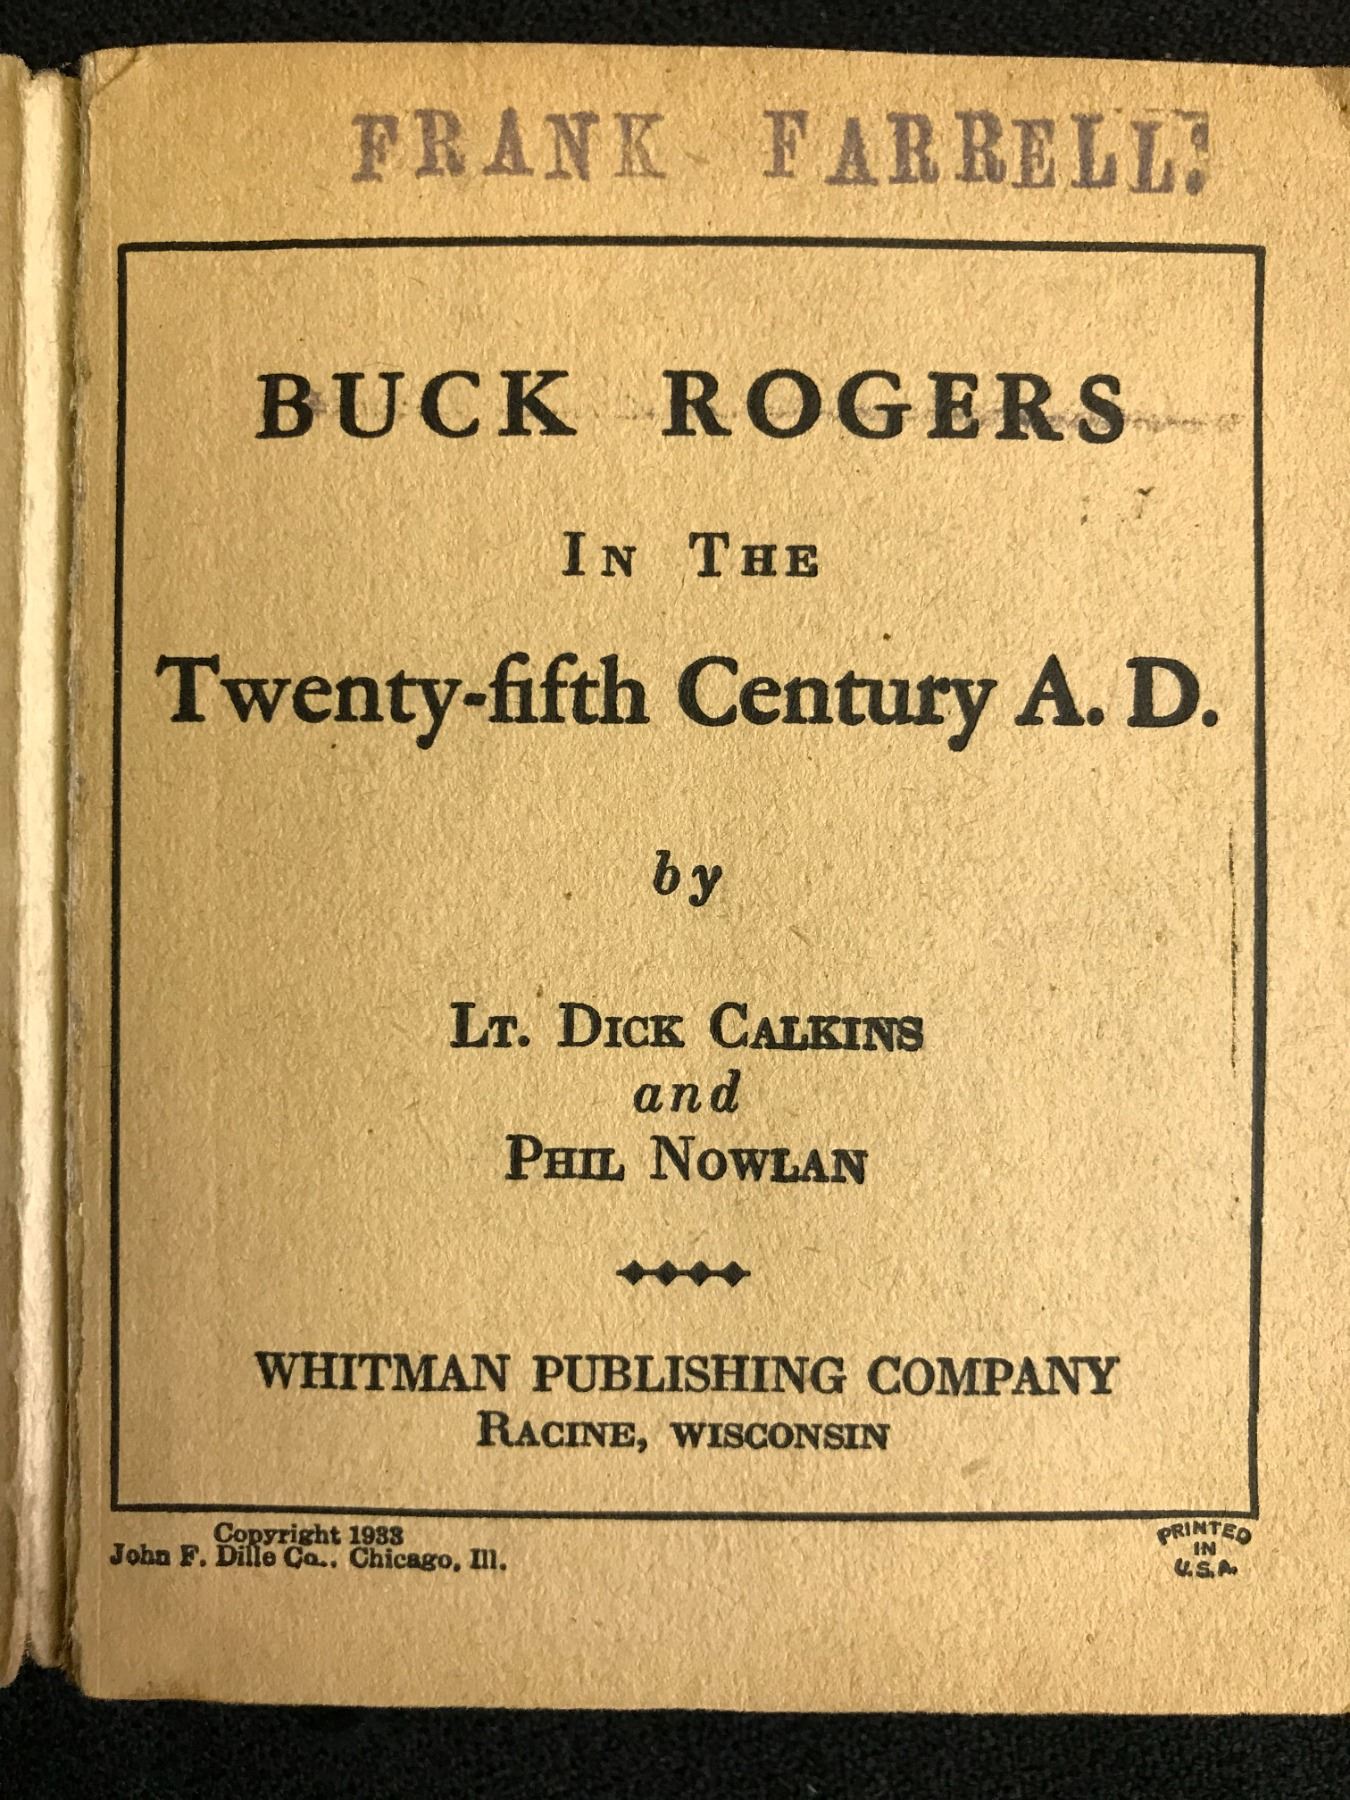 FRANK FARRELL:
BUCK ROGERS
IN THE
Twenty-fifth Century A. D.
by
LT. DICK CALKINS
and
PHIL NOWLAN
WHITMAN PUBLISHING COMPANY
RACINE, WISCONSIN
Copyright 1933
John F. Dille Co., Chicago, Ill.
PRINTED
IN
U.S.A.